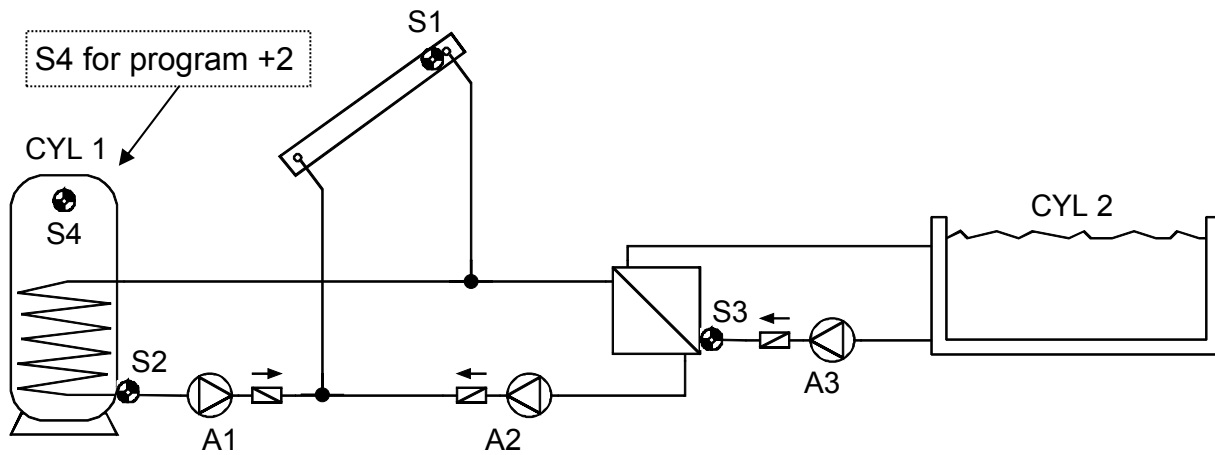 S1
S4 for program +2
CYL 1
S4
CYL 2
S3
S2
A3
A1
A2